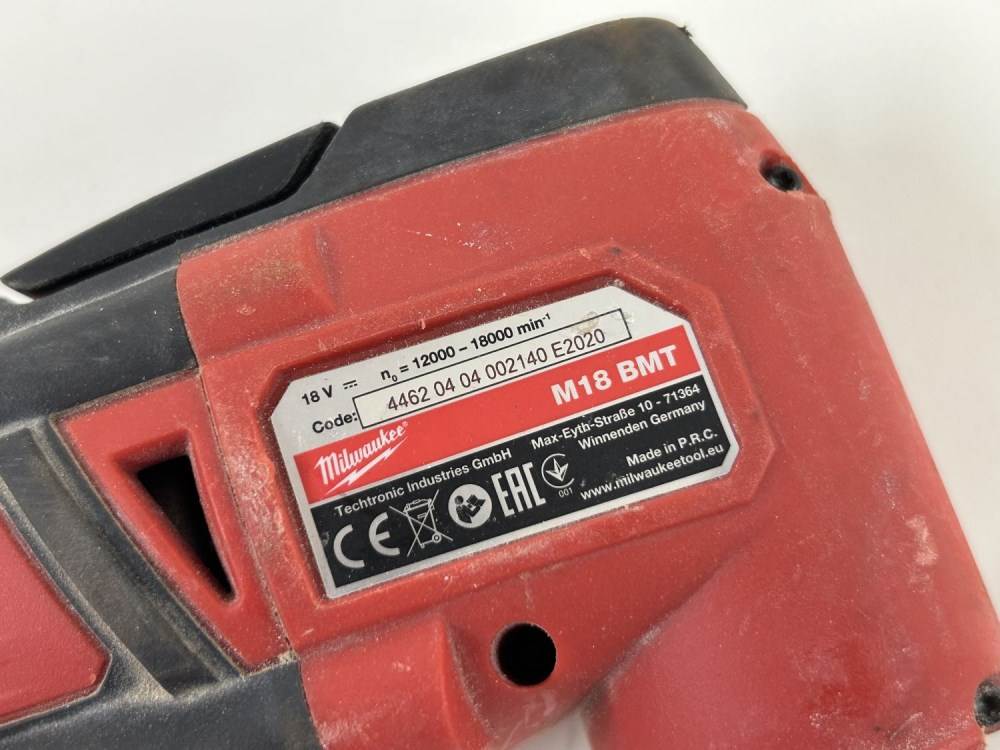 18 V ⎓ n₀ = 12000 – 18000 min⁻¹
Code: 4462 04 04 002140 E2020
Milwaukee® M18 BMT
Techtronic Industries GmbH Max-Eyth-Straße 10 - 71364
Winnenden Germany
CE EAC 001 Made in P.R.C.
www.milwaukeetool.eu